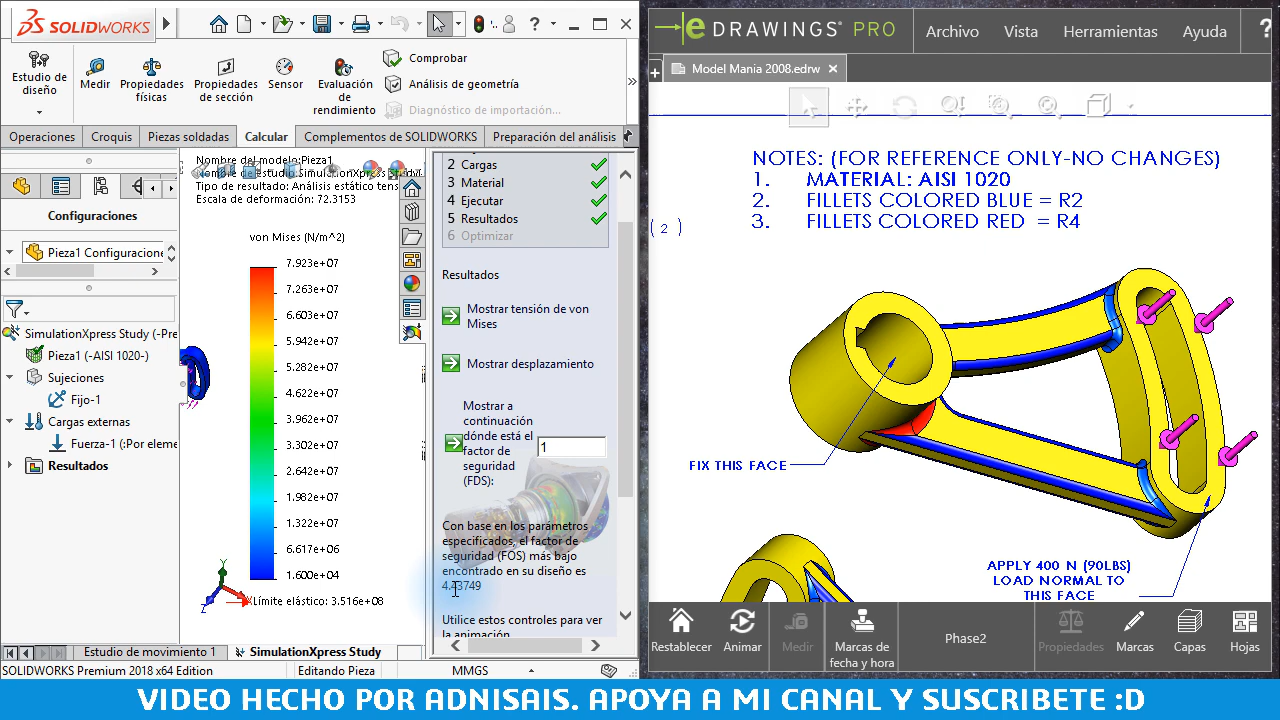 SOLIDWORKS
Estudio de
diseño
Medir
Propiedades
físicas
Propiedades
de sección
Sensor
Evaluación
de
rendimiento
Comprobar
Análisis de geometría
Diagnóstico de importación...
Operaciones
Croquis
Piezas soldadas
Calcular
Complementos de SOLIDWORKS
Preparación del análisis
Configuraciones
Pieza1 Configuracione
SimulationXpress Study (-Pre
Pieza1 (-AISI 1020-)
Sujeciones
Fijo-1
Cargas externas
Fuerza-1 (:Por eleme
Resultados
Nombre del modelo:Pieza1
Nombre de estudio:SimulationXpress Study(
Tipo de resultado: Análisis estático tens
Escala de deformación: 72.3153
von Mises (N/m^2)
7.923e+07
7.263e+07
6.603e+07
5.942e+07
5.282e+07
4.622e+07
3.962e+07
3.302e+07
2.642e+07
1.982e+07
1.322e+07
6.617e+06
1.600e+04
Límite elástico: 3.516e+08
Y
X
Z
2 Cargas
3 Material
4 Ejecutar
5 Resultados
6 Optimizar
Resultados
Mostrar tensión de von
Mises
Mostrar desplazamiento
Mostrar a
continuación
dónde está el
factor de
seguridad
(FDS):
1
Con base en los parámetros
especificados, el factor de
seguridad (FOS) más bajo
encontrado en su diseño es
4.43749
Utilice estos controles para ver
la animación
Estudio de movimiento 1
SimulationXpress Study
SOLIDWORKS Premium 2018 x64 Edition
Editando Pieza
MMGS
eDRAWINGS® PRO
Archivo
Vista
Herramientas
Ayuda
?
Model Mania 2008.edrw
NOTES: (FOR REFERENCE ONLY-NO CHANGES)
1. MATERIAL: AISI 1020
2. FILLETS COLORED BLUE = R2
3. FILLETS COLORED RED = R4
( 2 )
FIX THIS FACE
APPLY 400 N (90LBS)
LOAD NORMAL TO
THIS FACE
Restablecer
Animar
Medir
Marcas de
fecha y hora
Phase2
Propiedades
Marcas
Capas
Hojas
VIDEO HECHO POR ADNISAIS. APOYA A MI CANAL Y SUSCRIBETE :D